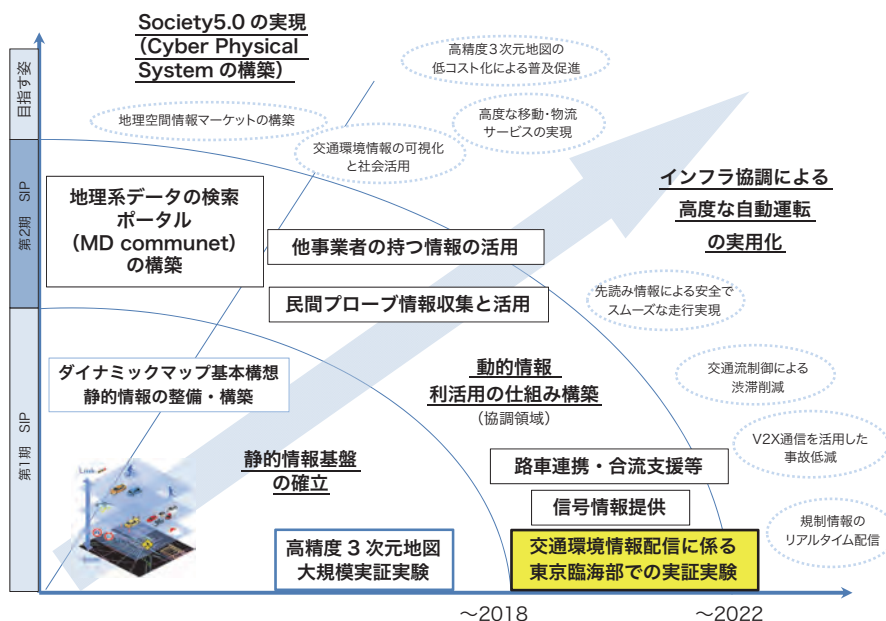 Society5.0 の実現
（Cyber Physical
System の構築）
高精度3次元地図の
低コスト化による普及促進
地理空間情報マーケットの構築
高度な移動・物流
サービスの実現
交通環境情報の可視化
と社会活用
目指す姿
第2期 SIP
第1期 SIP
地理系データの検索
ポータル
（MD communet）
の構築
他事業者の持つ情報の活用
民間プローブ情報収集と活用
インフラ協調による
高度な自動運転
の実用化
先読み情報による安全で
スムーズな走行実現
ダイナミックマップ基本構想
静的情報の整備・構築
動的情報
利活用の仕組み構築
（協調領域）
交通流制御による
渋滞削減
V2X通信を活用した
事故低減
静的情報基盤
の確立
路車連携・合流支援等
信号情報提供
規制情報の
リアルタイム配信
高精度 3 次元地図
大規模実証実験
交通環境情報配信に係る
東京臨海部での実証実験
～2018
～2022